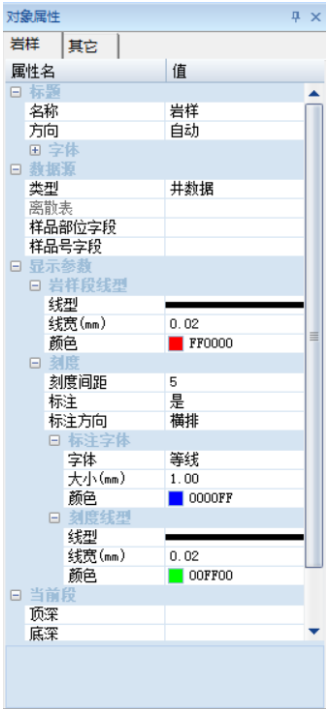 对象属性
岩样 其它
属性名 值
标题
名称 岩样
方向 自动
字体
数据源
类型 井数据
离散表
样品部位字段
样品号字段
显示参数
岩样段线型
线型
线宽(mm) 0.02
颜色 FF0000
刻度
刻度间距 5
标注 是
标注方向 横排
标注字体
字体 等线
大小(mm) 1.00
颜色 0000FF
刻度线型
线型
线宽(mm) 0.02
颜色 00FF00
当前段
顶深
底深